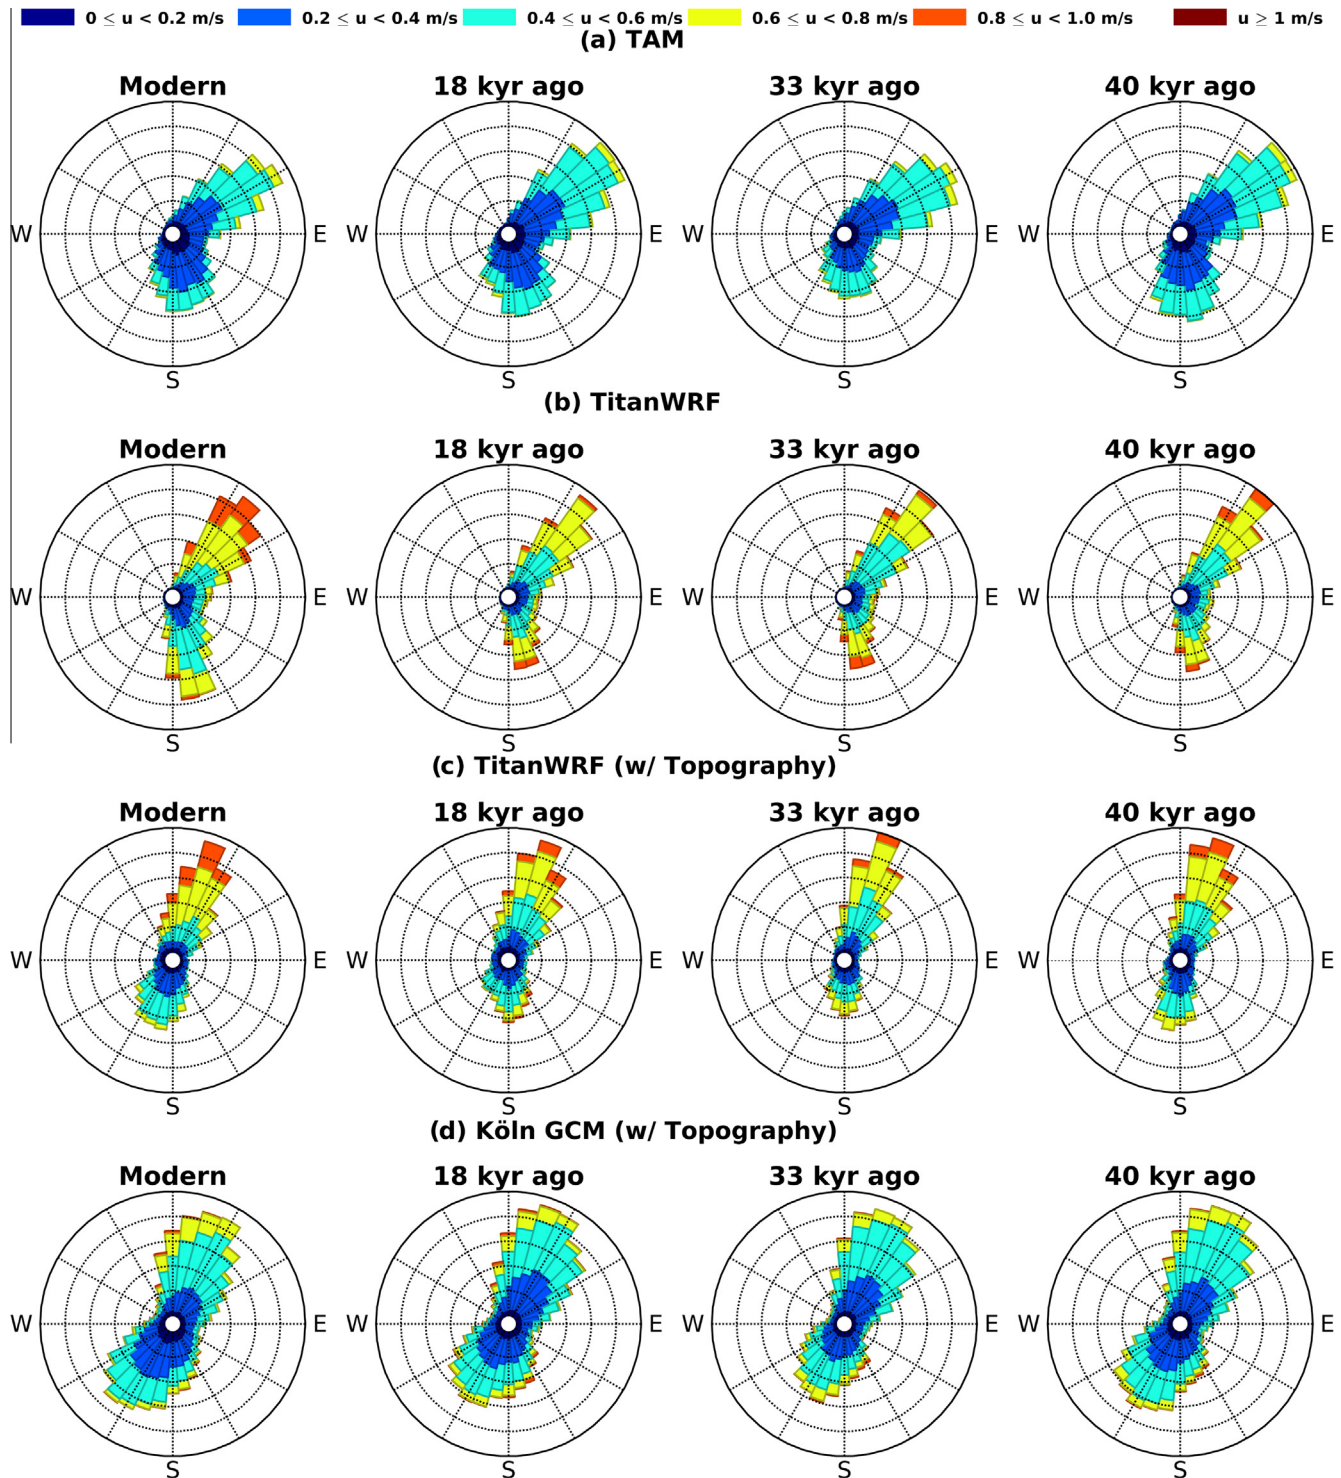 0 ≤ u < 0.2 m/s 0.2 ≤ u < 0.4 m/s 0.4 ≤ u < 0.6 m/s 0.6 ≤ u < 0.8 m/s 0.8 ≤ u < 1.0 m/s u ≥ 1 m/s
(a) TAM
Modern 18 kyr ago 33 kyr ago 40 kyr ago
W E W E W E W E
S S S S
(b) TitanWRF
Modern 18 kyr ago 33 kyr ago 40 kyr ago
W E W E W E W E
S S S S
(c) TitanWRF (w/ Topography)
Modern 18 kyr ago 33 kyr ago 40 kyr ago
W E W E W E W E
S S S S
(d) Köln GCM (w/ Topography)
Modern 18 kyr ago 33 kyr ago 40 kyr ago
W E W E W E W E
S S S S